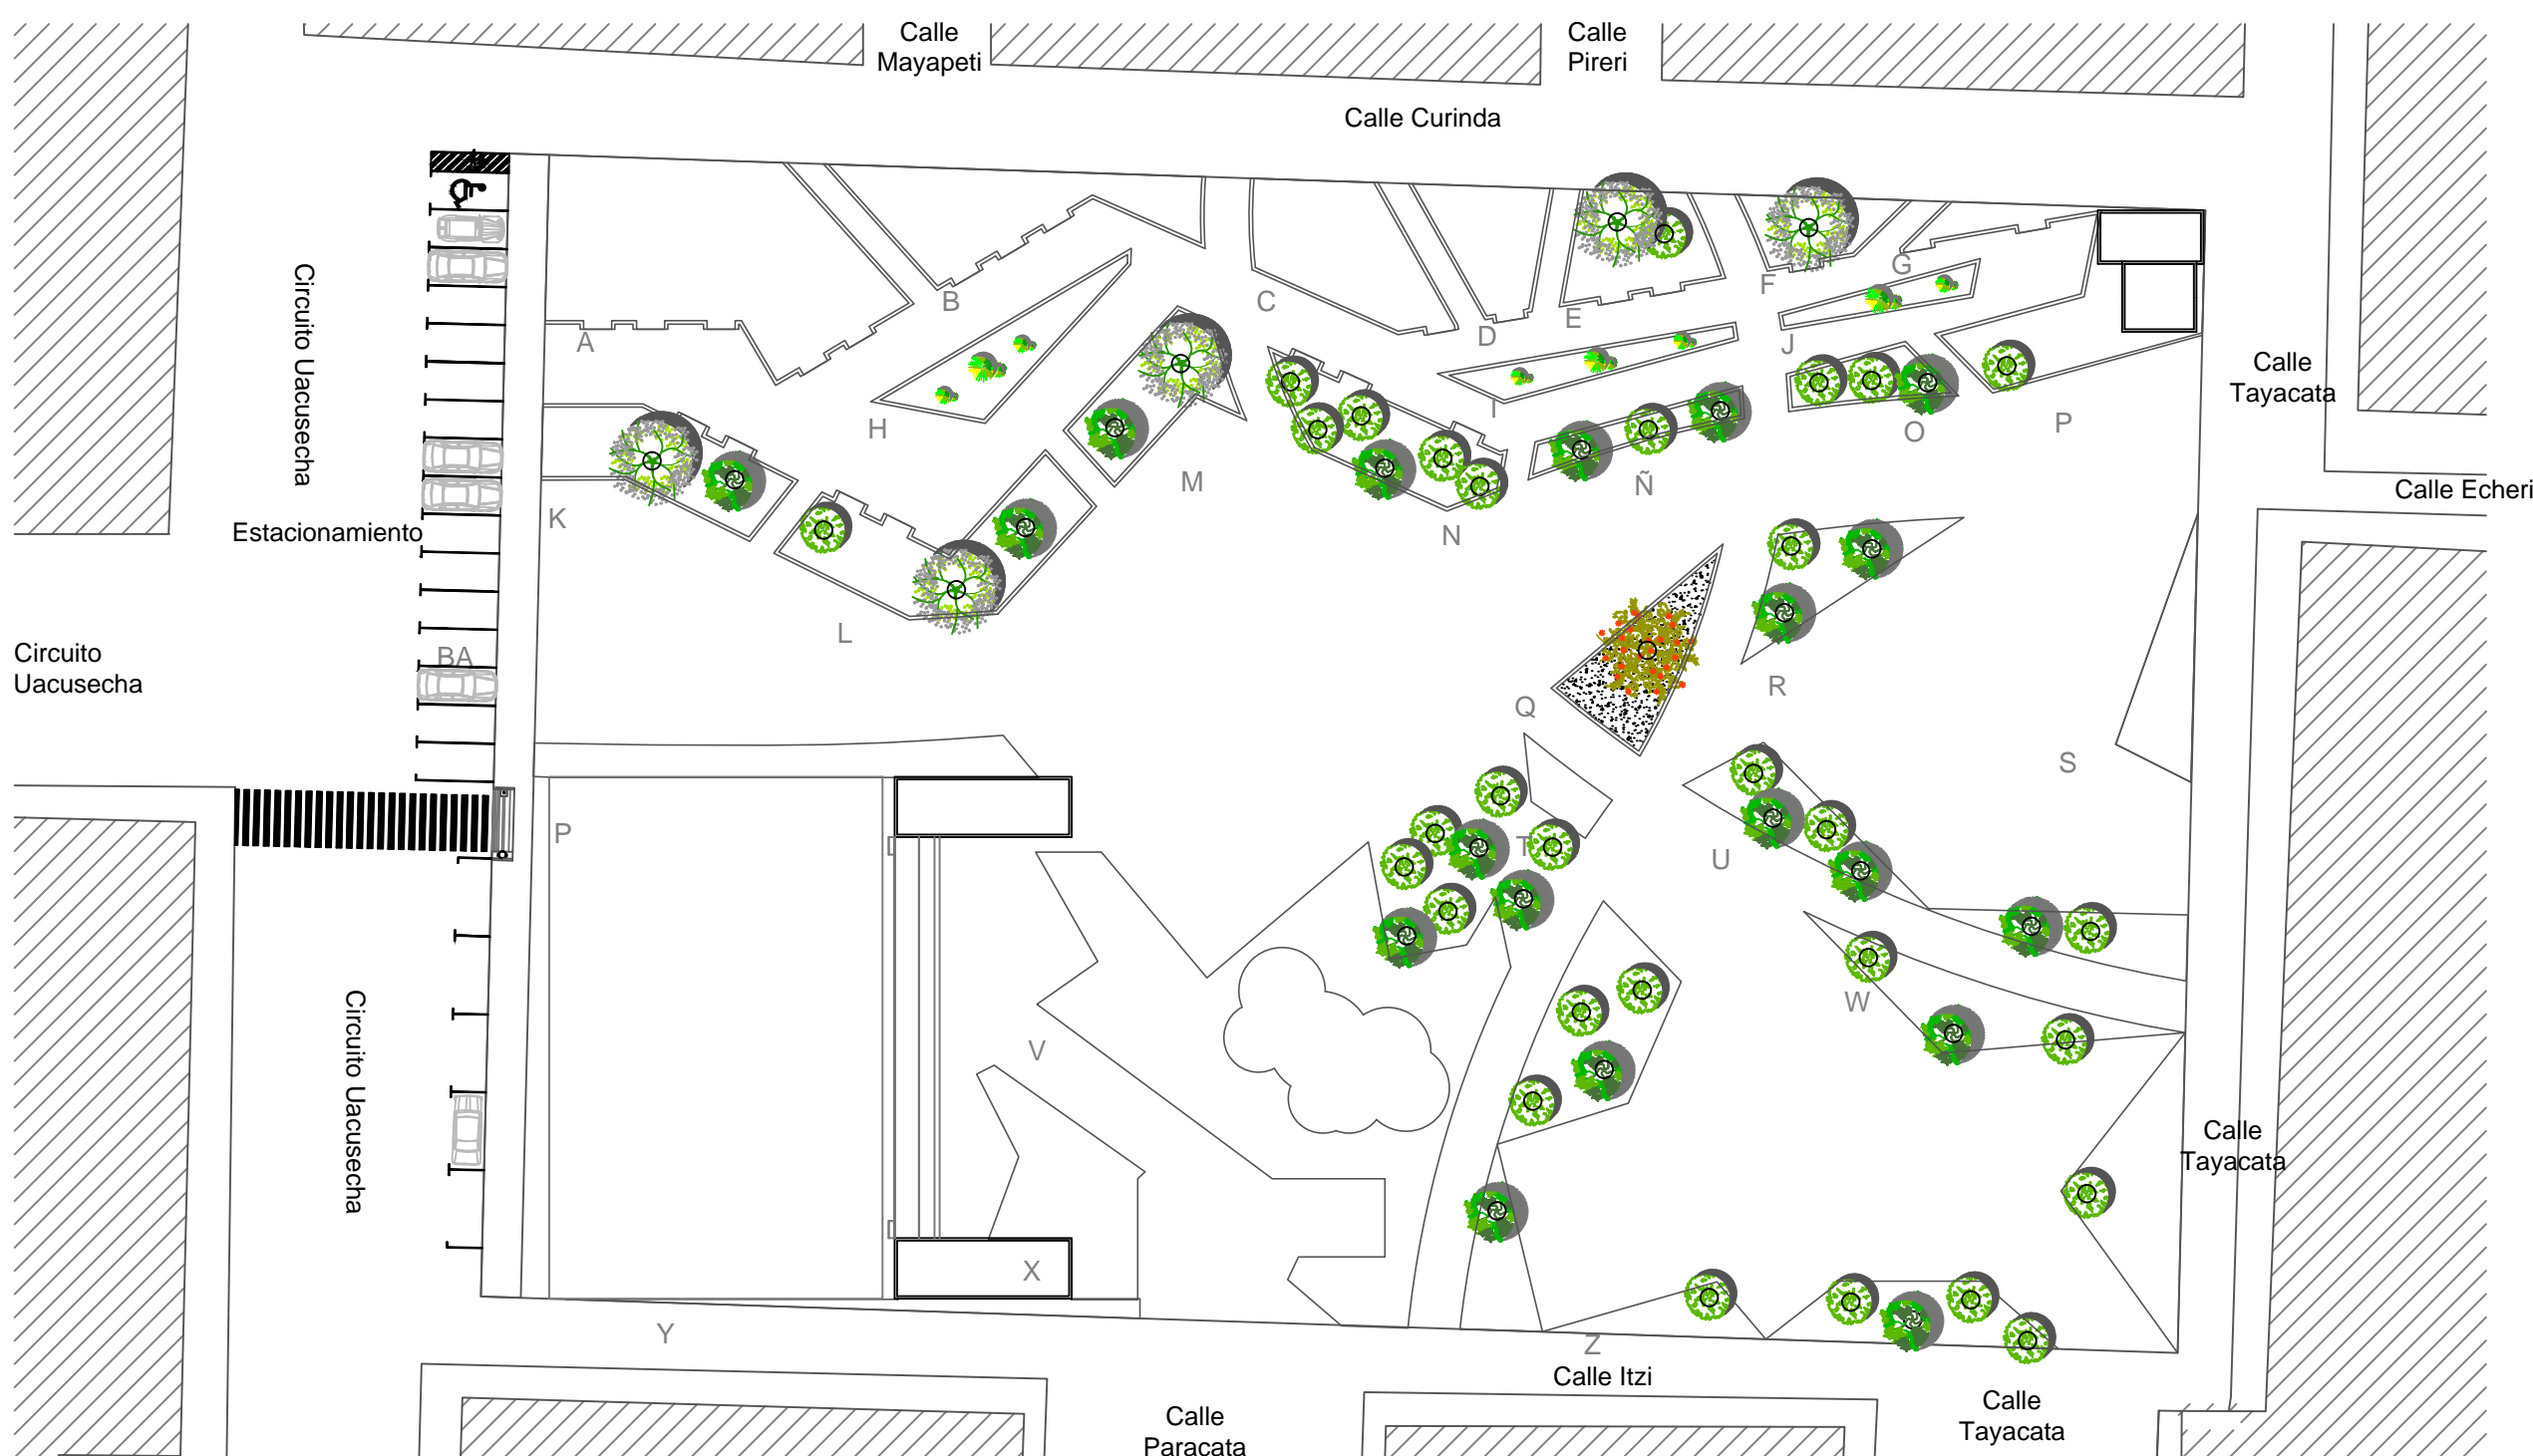 Calle
Mayapeti
Calle
Pireri
Calle Curinda
Circuito Uacusecha
A
B
C
D
E
F
G
H
I
J
Calle
Tayacata
K
L
M
N
Ñ
O
P
Calle Echeri
Estacionamiento
Circuito
Uacusecha
BA
Q
R
S
P
T
U
V
W
Circuito Uacusecha
Calle
Tayacata
X
Y
Z
Calle Itzi
Calle
Paracata
Calle
Tayacata